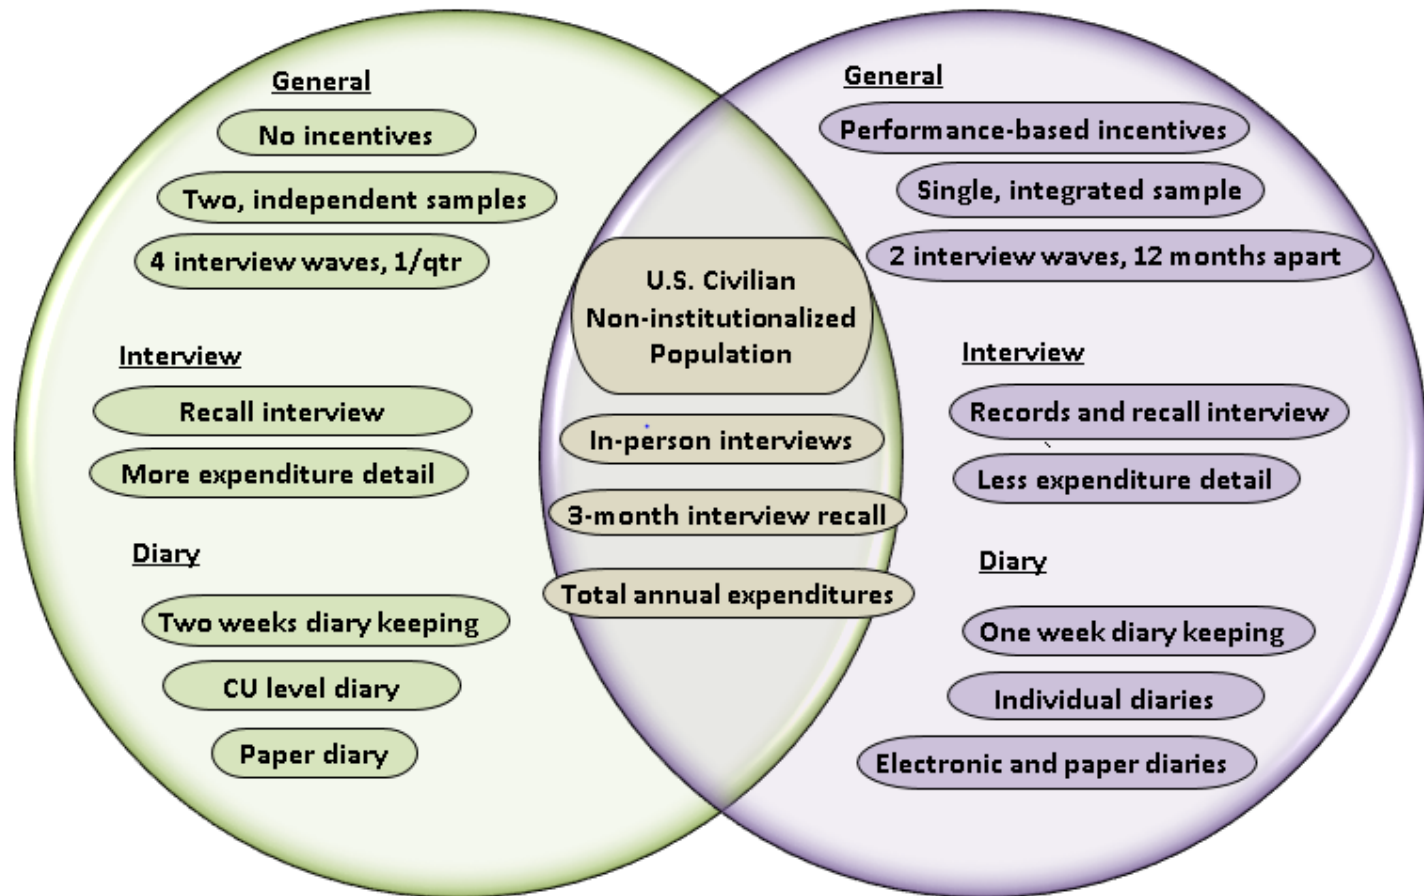 General
No incentives
Two, independent samples
4 interview waves, 1/qtr
Interview
Recall interview
More expenditure detail
Diary
Two weeks diary keeping
CU level diary
Paper diary
U.S. Civilian
Non-institutionalized
Population
In-person interviews
3-month interview recall
Total annual expenditures
General
Performance-based incentives
Single, integrated sample
2 interview waves, 12 months apart
Interview
Records and recall interview
Less expenditure detail
Diary
One week diary keeping
Individual diaries
Electronic and paper diaries